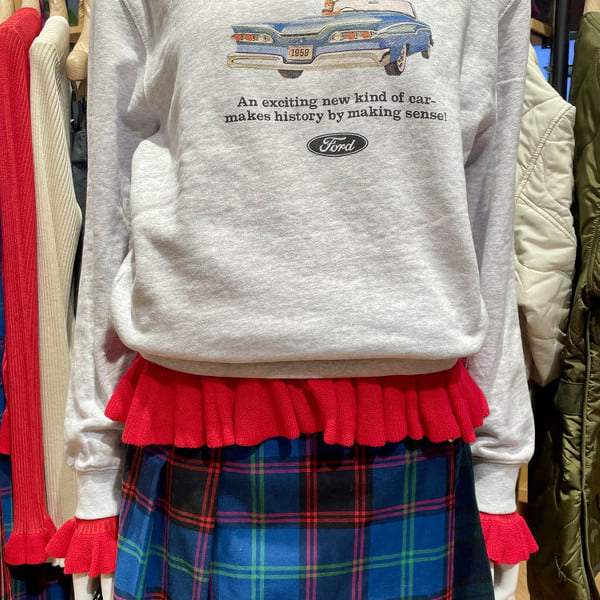 1959
An exciting new kind of car-
makes history by making sense!
Ford